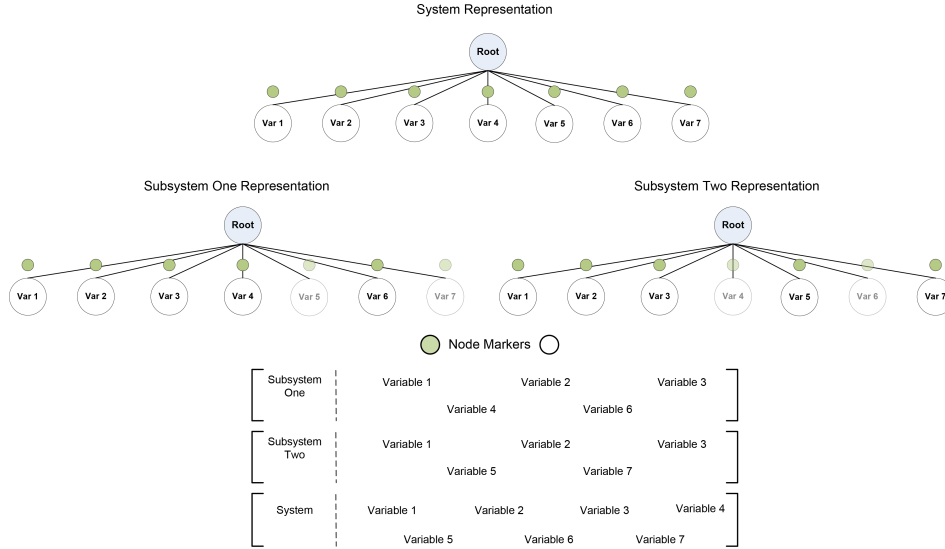 System Representation
Root
Var 1 Var 2 Var 3 Var 4 Var 5 Var 6 Var 7
Subsystem One Representation
Root
Var 1 Var 2 Var 3 Var 4 Var 5 Var 6 Var 7
Subsystem Two Representation
Root
Var 1 Var 2 Var 3 Var 4 Var 5 Var 6 Var 7
Node Markers
Subsystem
One
Variable 1 Variable 2 Variable 3
Variable 4 Variable 6
Subsystem
Two
Variable 1 Variable 2 Variable 3
Variable 5 Variable 7
System
Variable 1 Variable 2 Variable 3 Variable 4
Variable 5 Variable 6 Variable 7